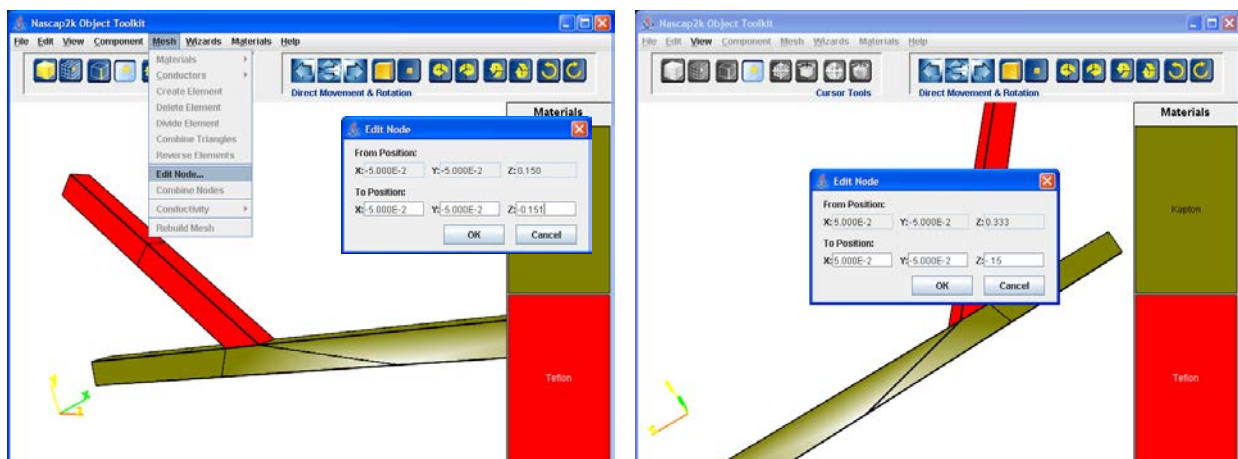 Nascap2k Object Toolkit
File Edit View Component Mesh Wizards Materials Help
Materials
Conductors
Create Element
Delete Element
Divide Element
Combine Triangles
Reverse Elements
Edit Node...
Combine Nodes
Conductivity
Rebuild Mesh
Direct Movement & Rotation
Materials
Edit Node
From Position:
X: -5.000E-2 Y: -5.000E-2 Z: 0.150
To Position:
X: -5.000E-2 Y: -5.000E-2 Z: -0.151
OK Cancel
Teflon
Nascap2k Object Toolkit
File Edit View Component Mesh Wizards Materials Help
Cursor Tools
Direct Movement & Rotation
Materials
Edit Node
From Position:
X: 5.000E-2 Y: -5.000E-2 Z: 0.333
To Position:
X: 5.000E-2 Y: -5.000E-2 Z: -.15
OK Cancel
Kapton
Teflon